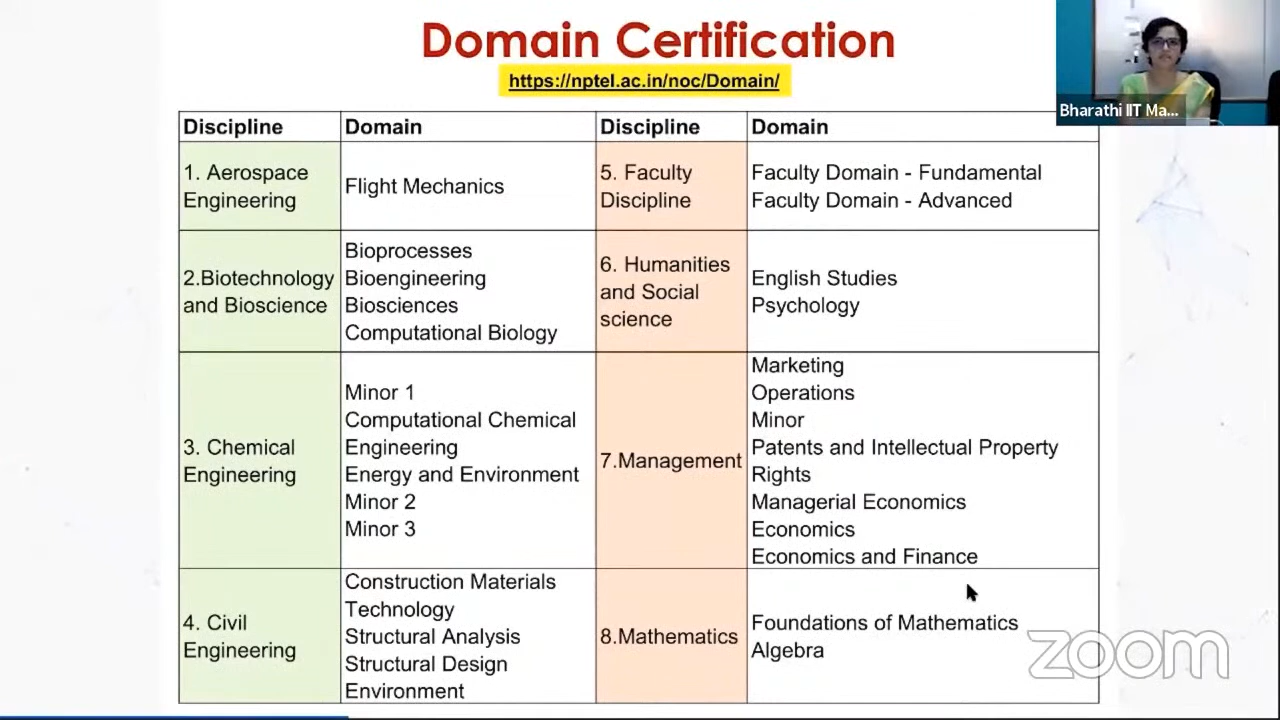 Domain Certification
https://nptel.ac.in/noc/Domain/
Bharathi IIT Ma...
Discipline
Domain
Discipline
Domain
1. Aerospace
Engineering
Flight Mechanics
5. Faculty
Discipline
Faculty Domain - Fundamental
Faculty Domain - Advanced
2.Biotechnology
and Bioscience
Bioprocesses
Bioengineering
Biosciences
Computational Biology
6. Humanities
and Social
science
English Studies
Psychology
3. Chemical
Engineering
Minor 1
Computational Chemical
Engineering
Energy and Environment
Minor 2
Minor 3
7.Management
Marketing
Operations
Minor
Patents and Intellectual Property
Rights
Managerial Economics
Economics
Economics and Finance
4. Civil
Engineering
Construction Materials
Technology
Structural Analysis
Structural Design
Environment
8.Mathematics
Foundations of Mathematics
Algebra
zoom